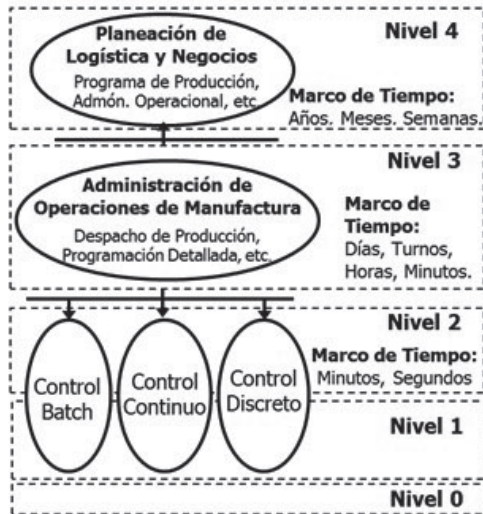 Nivel 4
Planeación de
Logística y Negocios
Programa de Producción,
Admón. Operacional, etc
Marco de Tiempo:
Años. Meses. Semanas.
Nivel 3
Administración de
Operaciones de Manufactura
Despacho de Producción,
Programación Detallada, etc.
Marco de
Tiempo:
Días, Turnos,
Horas, Minutos.
Nivel 2
Marco de Tiempo:
Minutos, Segundos
Control
Batch
Control
Continuo
Control
Discreto
Nivel 1
Nivel 0